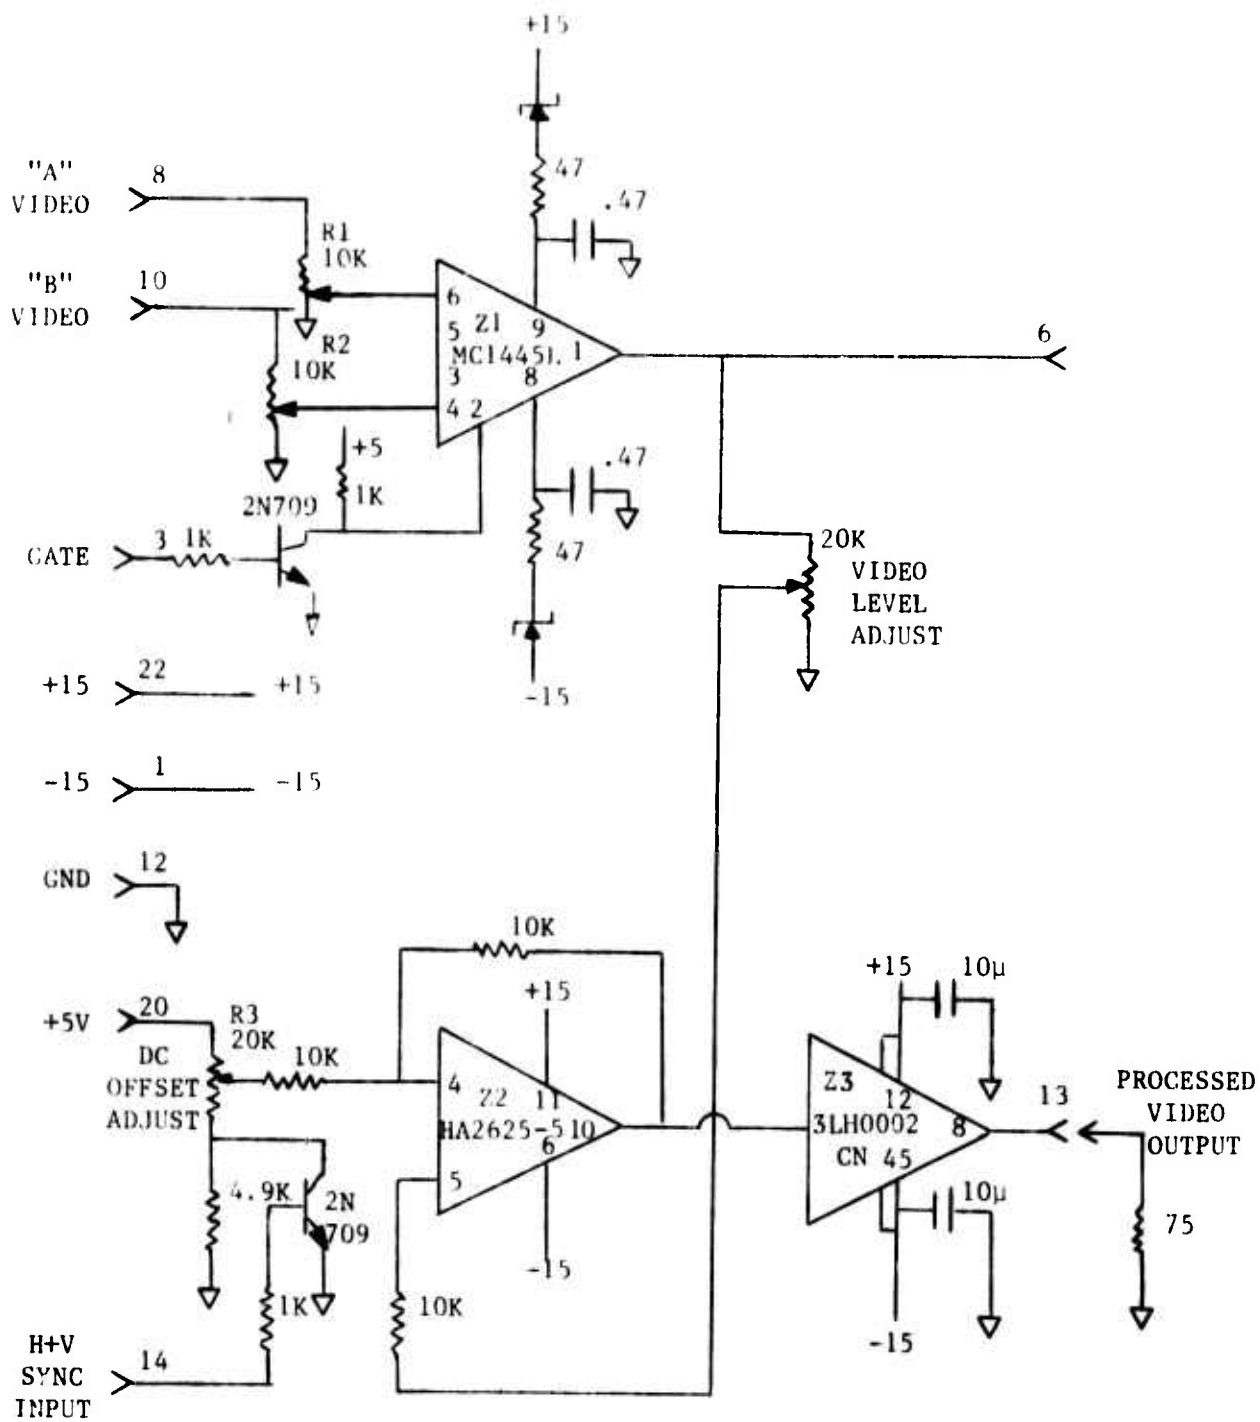 +15
47
.47
"A"
VIDEO
8
R1
10K
"B"
VIDEO
10
R2
10K
6
5
Z1
9
MC1445L
1
3
8
4
2
6
+5
1K
2N709
GATE
3
1K
.47
47
-15
20K
VIDEO
LEVEL
ADJUST
+15
22
+15
-15
1
-15
GND
12
10K
+15
+5V
20
R3
20K
DC
OFFSET
ADJUST
10K
4
Z2
11
HA2625-5
10
6
5
-15
+15
10µ
Z3
12
3LH0002
8
CN
45
10µ
-15
13
PROCESSED
VIDEO
OUTPUT
75
4.9K
2N
709
1K
10K
H+V
SYNC
INPUT
14